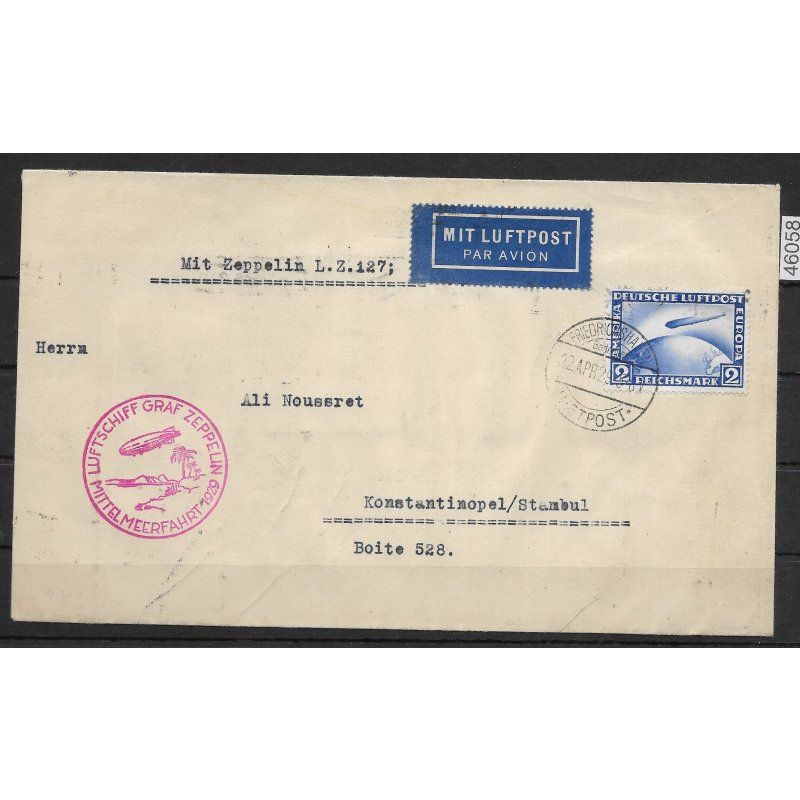 MIT LUFTPOST
PAR AVION
Mit Zeppelin L.Z.127;
46058
DEUTSCHE LUFTPOST
AMERIKA
EUROPA
2 REICHSMARK 2
22.APR.29
LUFTPOST
Herrn
Ali Noussret
LUFTSCHIFF GRAF ZEPPELIN
MITTELMEERFAHRT 1929
Konstantinopel/Stambul
Boite 528.